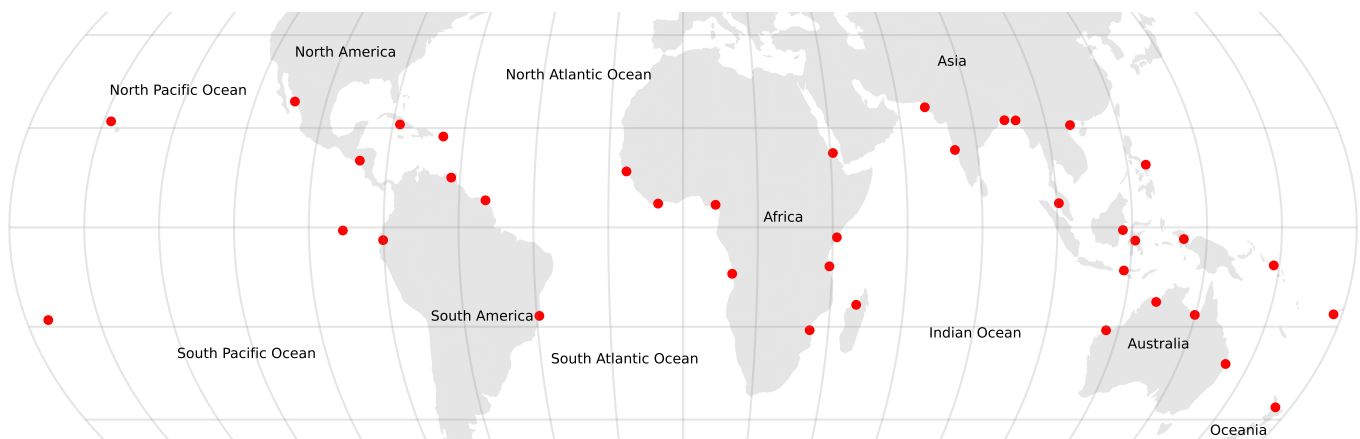 North America
Asia
North Atlantic Ocean
North Pacific Ocean
Africa
South America
Indian Ocean
Australia
South Pacific Ocean
South Atlantic Ocean
Oceania